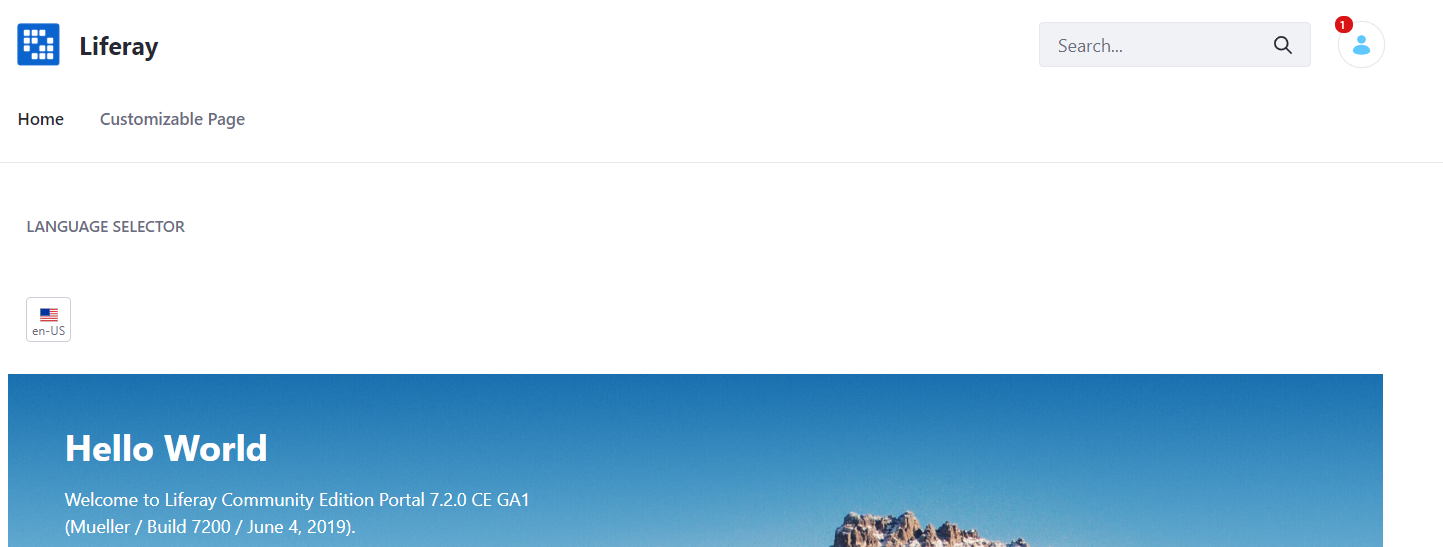 Liferay
Search...
1
Home Customizable Page
LANGUAGE SELECTOR
en-US
Hello World
Welcome to Liferay Community Edition Portal 7.2.0 CE GA1
(Mueller / Build 7200 / June 4, 2019).